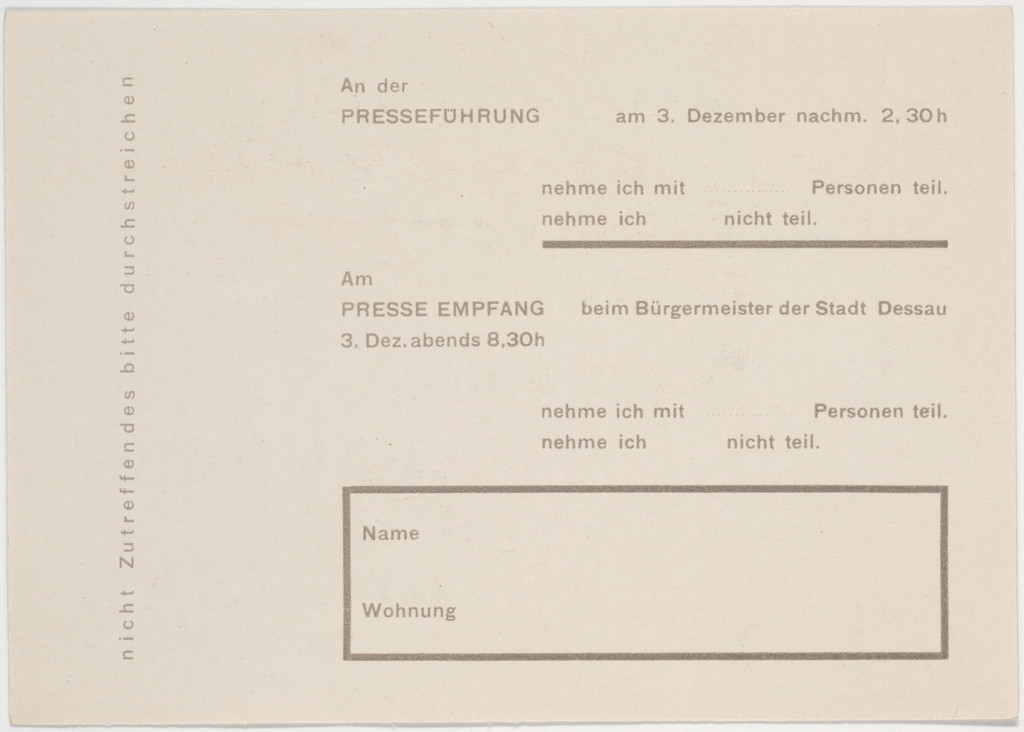 nicht Zutreffendes bitte durchstreichen
An der
PRESSEFÜHRUNG am 3. Dezember nachm. 2,30h
nehme ich mit ............ Personen teil.
nehme ich nicht teil.
Am
PRESSE EMPFANG beim Bürgermeister der Stadt Dessau
3. Dez. abends 8,30h
nehme ich mit ............ Personen teil.
nehme ich nicht teil.
Name
Wohnung